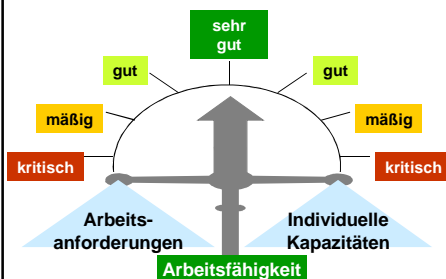 sehr
gut
gut
gut
mäßig
mäßig
kritisch
kritisch
Arbeits-
anforderungen
Individuelle
Kapazitäten
Arbeitsfähigkeit